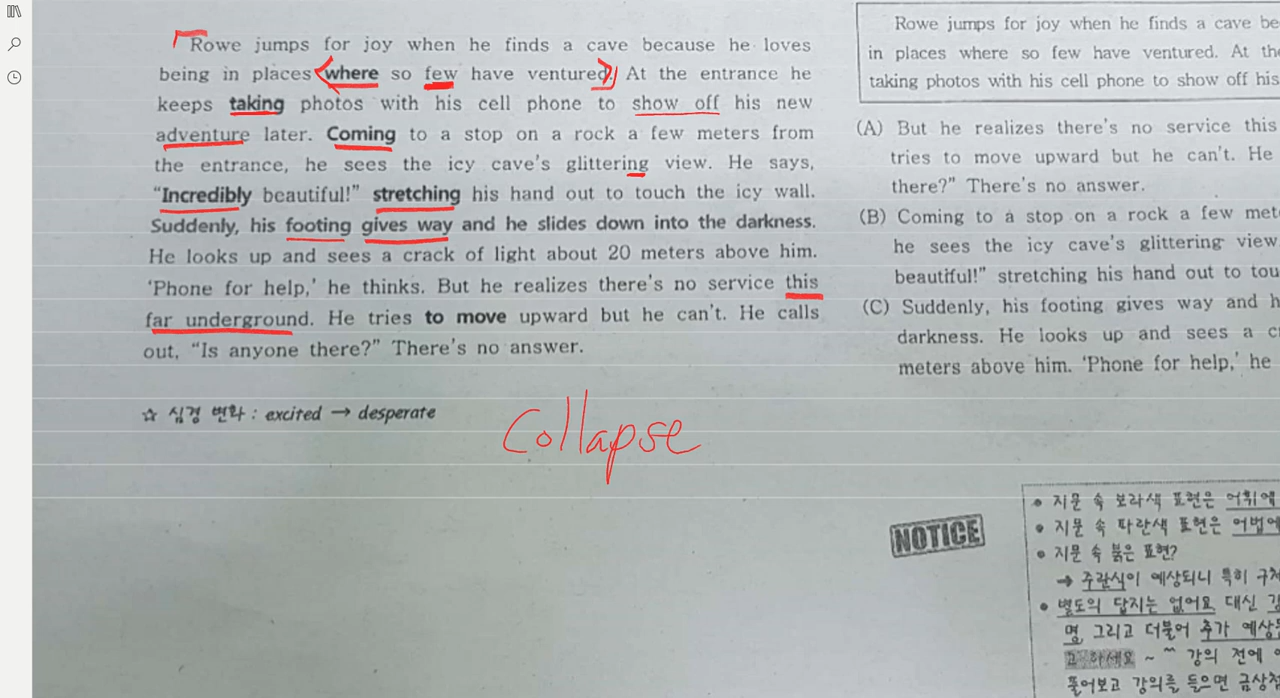 Rowe jumps for joy when he finds a cave because he loves
being in places where so few have ventured. At the entrance he
keeps taking photos with his cell phone to show off his new
adventure later. Coming to a stop on a rock a few meters from
the entrance, he sees the icy cave's glittering view. He says,
“Incredibly beautiful!” stretching his hand out to touch the icy wall.
Suddenly, his footing gives way and he slides down into the darkness.
He looks up and sees a crack of light about 20 meters above him.
‘Phone for help,’ he thinks. But he realizes there's no service this
far underground. He tries to move upward but he can't. He calls
out, “Is anyone there?” There's no answer.
☆ 심경 변화 : excited → desperate
Collapse
Rowe jumps for joy when he finds a cave be
in places where so few have ventured. At the
taking photos with his cell phone to show off his
(A) But he realizes there's no service this
tries to move upward but he can't. He
there?” There's no answer.
(B) Coming to a stop on a rock a few met
he sees the icy cave's glittering view
beautiful!” stretching his hand out to tou
(C) Suddenly, his footing gives way and h
darkness. He looks up and sees a c
meters above him. ‘Phone for help,’ he
NOTICE
• 지문 속 보라색 표현은 어휘에
• 지문 속 파란색 표현은 어법에
• 지문 속 붉은 표현?
→ 주관식이 예상되니 특히 구
• 별도의 답지는 없어요 대신
명, 그리고 더불어 추가 예상
고 하세요 ~ ^^ 강의 전에
풀어보고 강의를 들으면 금상첨